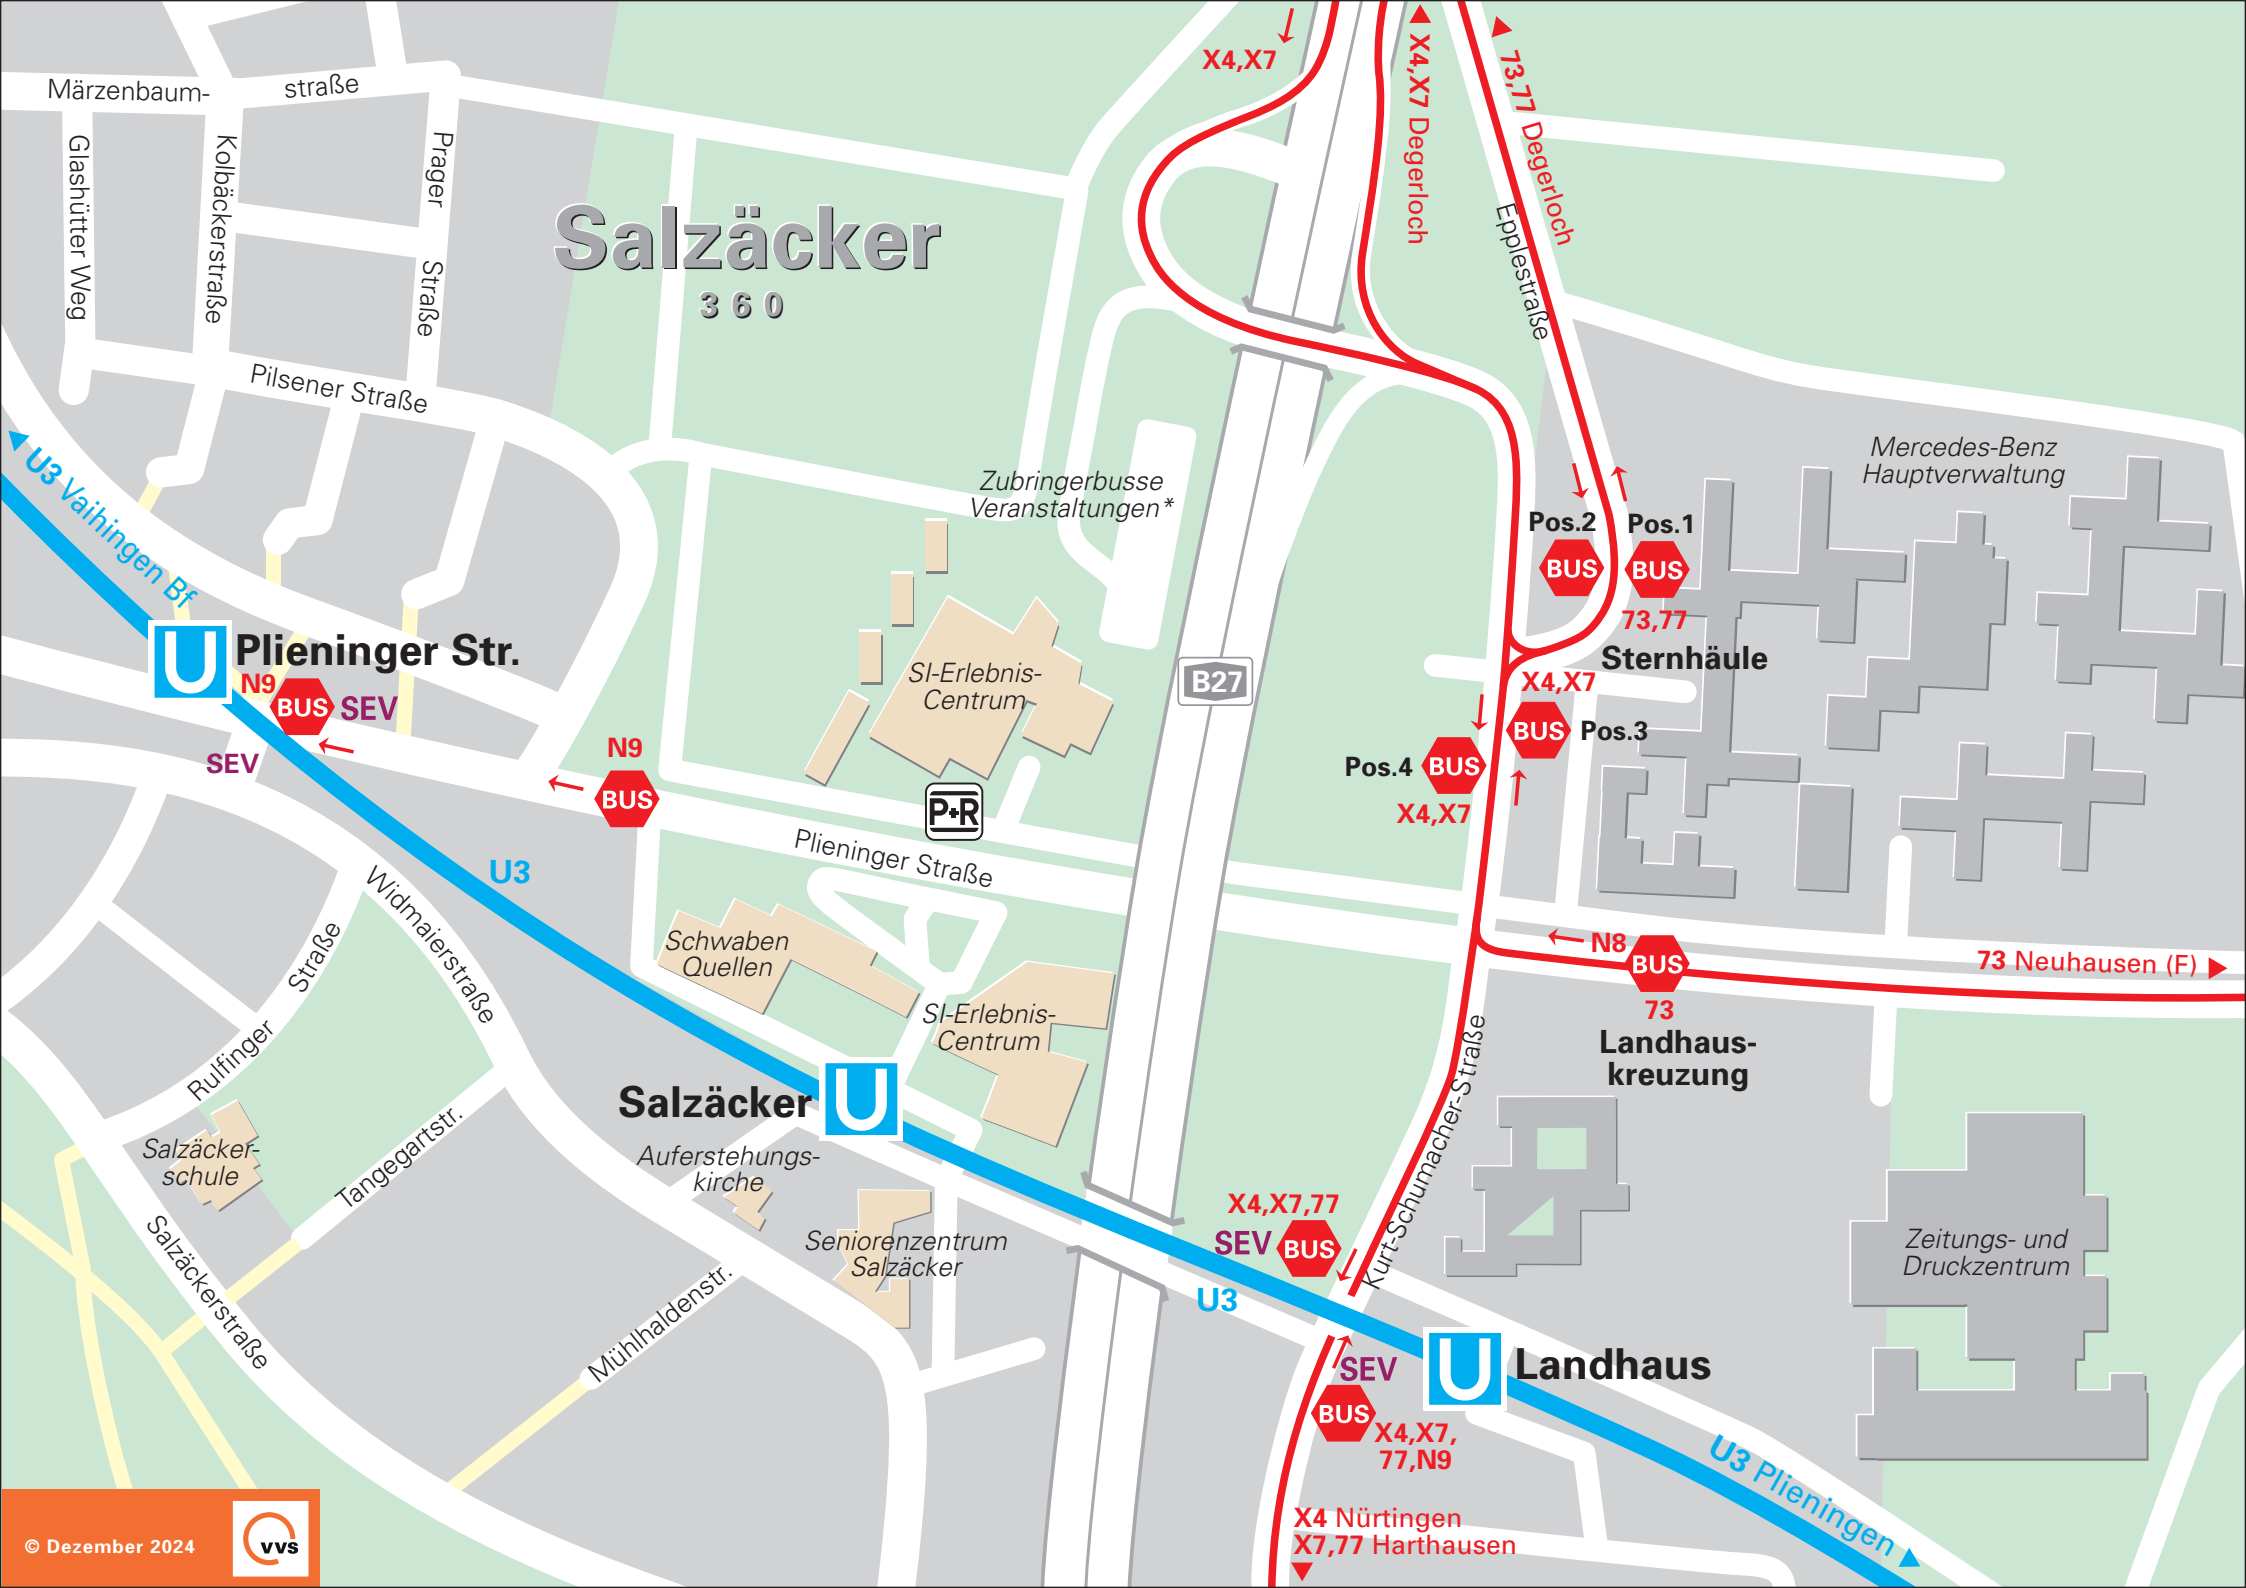 X4,X7
X4,X7 Degerloch
73,77 Degerloch
Märzenbaum-
straße
Glashütter Weg
Kolbäckerstraße
Prager
Straße
Salzäcker
360
Epplestraße
Pilsener Straße
Mercedes-Benz
Hauptverwaltung
U3 Vaihingen Bf
Zubringerbusse
Veranstaltungen*
Pos.2
Pos.1
BUS
BUS
73,77
Sternhäule
U
Plieninger Str.
N9
BUS
SEV
SEV
SI-Erlebnis-
Centrum
B27
X4,X7
BUS
Pos.3
Pos.4
BUS
X4,X7
N9
BUS
P+R
Plieninger Straße
U3
Widmaierstraße
Schwaben
Quellen
N8
BUS
73 Neuhausen (F)
73
Landhaus-
kreuzung
Rulfinger
Straße
SI-Erlebnis-
Centrum
Kurt-Schumacher-Straße
Salzäcker
U
Salzäcker-
schule
Tangegartstr.
Auferstehungs-
kirche
Seniorenzentrum
Salzäcker
X4,X7,77
SEV
BUS
U3
Zeitungs- und
Druckzentrum
Salzäckerstraße
Mühlhaldenstr.
SEV
BUS
X4,X7,
77,N9
U
Landhaus
U3 Plieningen
X4 Nürtingen
X7,77 Harthausen
© Dezember 2024
vvs